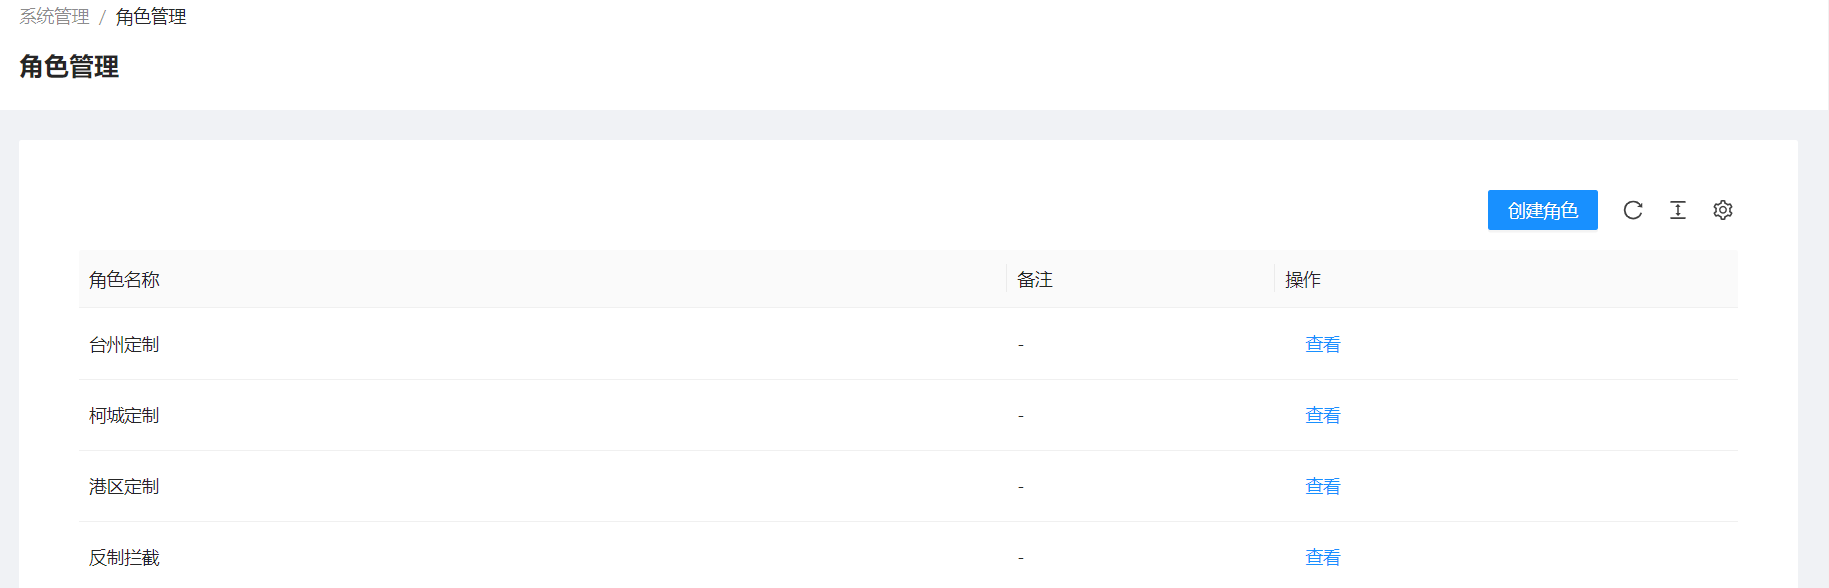 系统管理 / 角色管理
角色管理
创建角色
角色名称 备注 操作
台州定制 - 查看
柯城定制 - 查看
港区定制 - 查看
反制拦截 - 查看